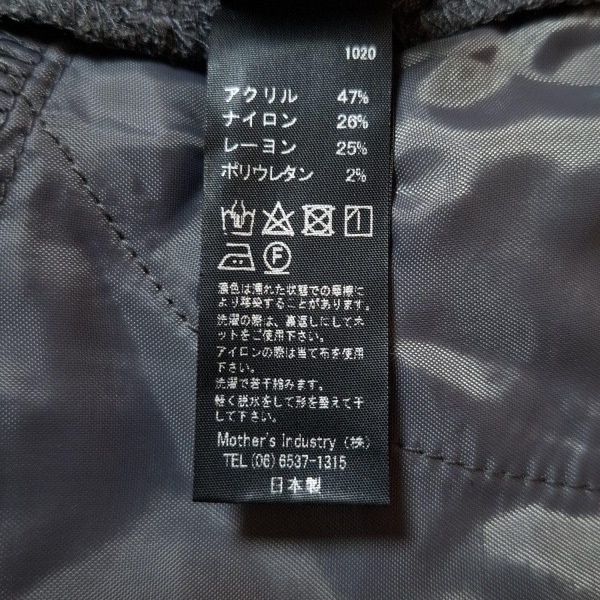 1020
アクリル 47%
ナイロン 26%
レーヨン 25%
ポリウレタン 2%
F
濃色は濡れた状態での摩擦に
より移染することがあります。
洗濯の際は、裏返しにしてネ
ットをご使用下さい。
アイロンの際は当て布を使用
下さい。
洗濯で若干縮みます。
軽く脱水をして形を整えて干
して下さい。
Mother's Industry (株)
TEL(06)6537-1315
日本製